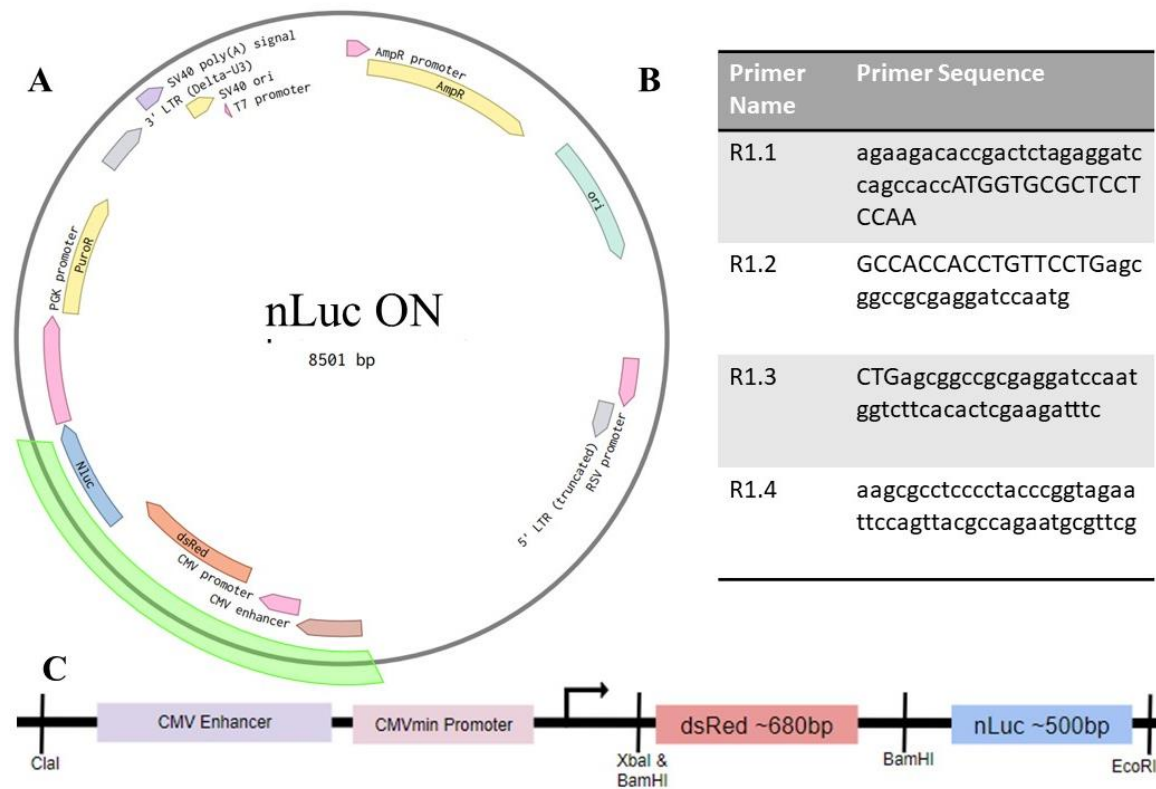 A
SV40 poly(A) signal
3' LTR (Delta-U3)
SV40 ori
T7 promoter
AmpR promoter
AmpR
ori
PGK promoter
PuroR
nLuc ON
8501 bp
RSV promoter
5' LTR (truncated)
Nluc
dsRed
CMV promoter
CMV enhancer
B
Primer Name
Primer Sequence
R1.1
agaagacaccgactctagaggatc
cagccaccATGGTGCGCTCCT
CCAA
R1.2
GCCACCACCTGTTCCTGagc
ggccgcgaggatccaatg
R1.3
CTGagcggccgcgaggatccaat
ggtcttcacactcgaagatttc
R1.4
aagcgcctcccctacccggtagaa
ttccagttacgccagaatgcgttcg
C
CMV Enhancer
CMVmin Promoter
dsRed ~680bp
nLuc ~500bp
ClaI
XbaI &
BamHI
BamHI
EcoRI